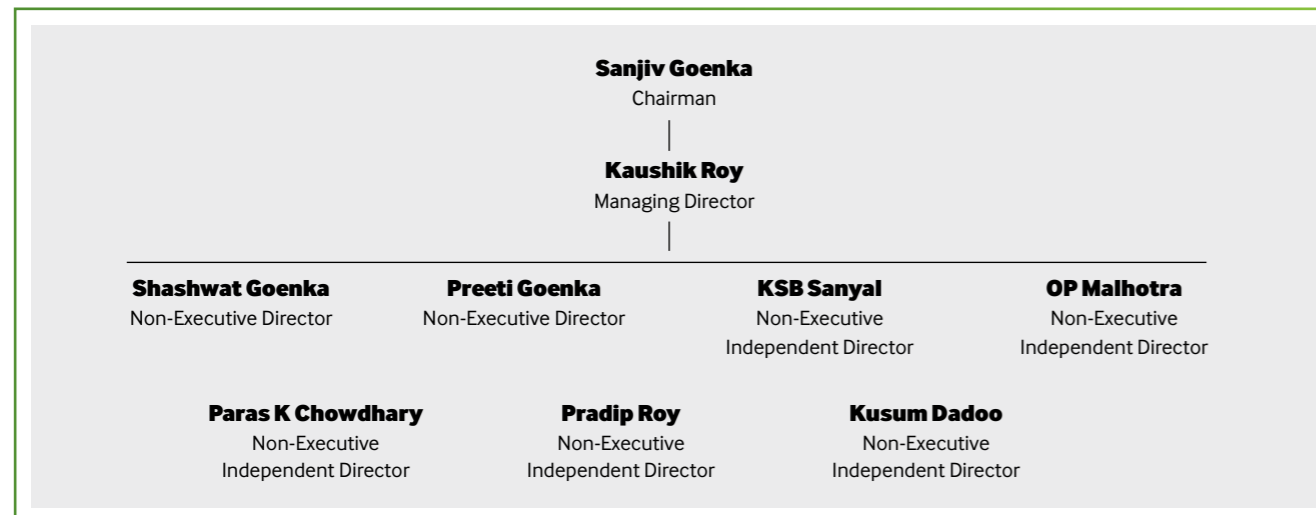 Sanjiv Goenka
Chairman
Kaushik Roy
Managing Director
Shashwat Goenka
Non-Executive Director
Preeti Goenka
Non-Executive Director
KSB Sanyal
Non-Executive
Independent Director
OP Malhotra
Non-Executive
Independent Director
Paras K Chowdhary
Non-Executive
Independent Director
Pradip Roy
Non-Executive
Independent Director
Kusum Dadoo
Non-Executive
Independent Director